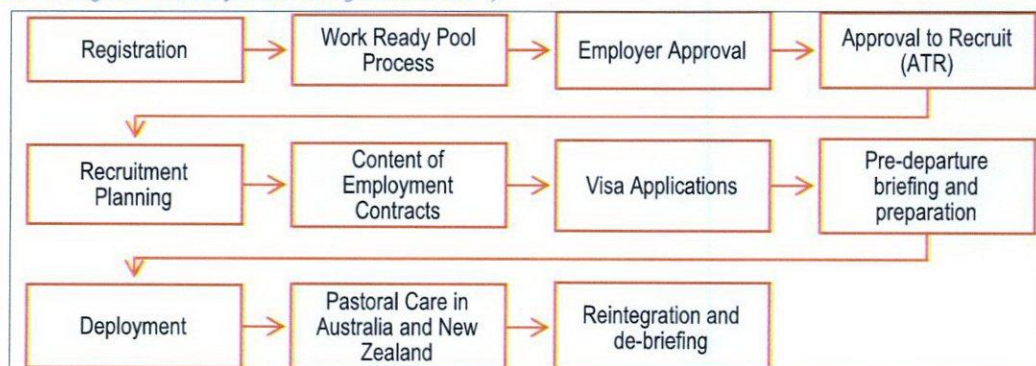 Registration
Work Ready Pool
Process
Employer Approval
Approval to Recruit
(ATR)
Recruitment
Planning
Content of
Employment
Contracts
Visa Applications
Pre-departure
briefing and
preparation
Deployment
Pastoral Care in
Australia and New
Zealand
Reintegration and
de-briefing